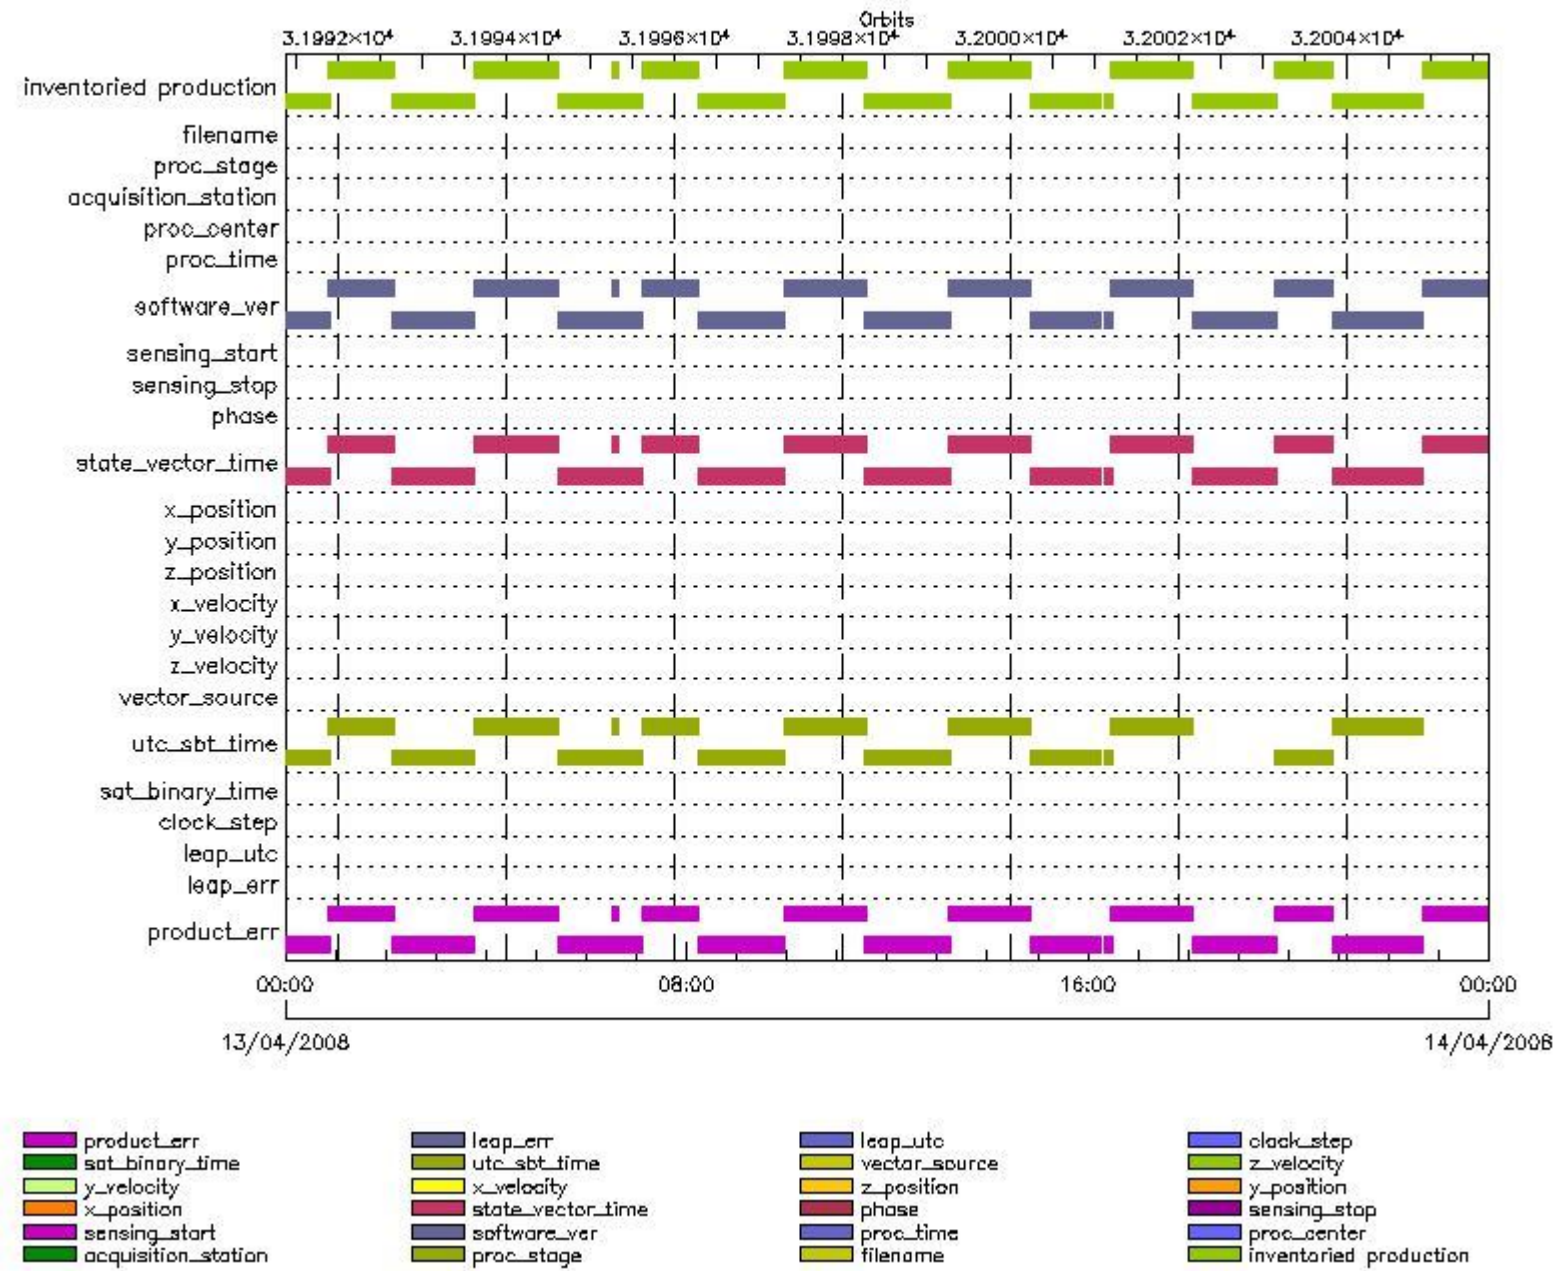 Orbits
3.1992×10⁴ 3.1994×10⁴ 3.1996×10⁴ 3.1998×10⁴ 3.2000×10⁴ 3.2002×10⁴ 3.2004×10⁴
inventoried production
filename
proc_stage
acquisition_station
proc_center
proc_time
software_ver
sensing_start
sensing_stop
phase
state_vector_time
x_position
y_position
z_position
x_velocity
y_velocity
z_velocity
vector_source
utc_sbt_time
sat_binary_time
clock_step
leap_utc
leap_err
product_err
00:00 08:00 16:00 00:00
13/04/2008 14/04/2008
product_err leap_err leap_utc clock_step
sat_binary_time utc_sbt_time vector_source z_velocity
y_velocity x_velocity z_position y_position
x_position state_vector_time phase sensing_stop
sensing_start software_ver proc_time proc_center
acquisition_station proc_stage filename inventoried production